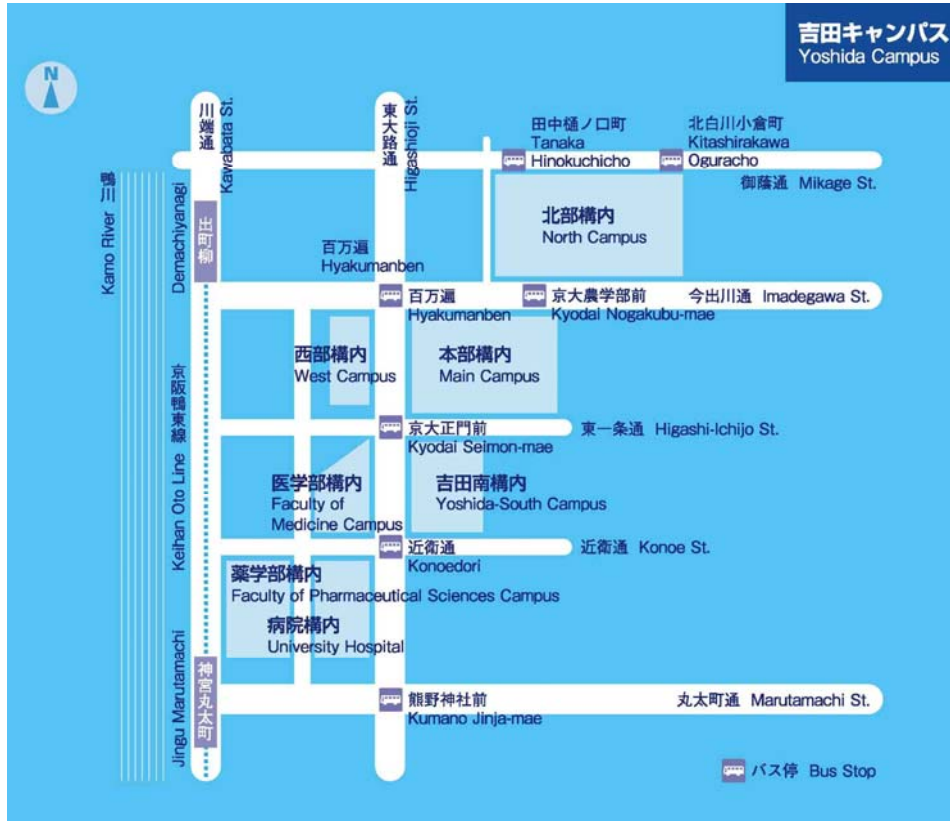 吉田キャンパス
Yoshida Campus
N
川端通
Kawabata St.
東大路通
Higashioji St.
田中樋ノ口町
Tanaka
Hinokuchicho
北白川小倉町
Kitashirakawa
Oguracho
御蔭通 Mikage St.
鴨川
Kamo River
出町柳
Demachiyanagi
北部構内
North Campus
百万遍
Hyakumanben
百万遍
Hyakumanben
京大農学部前
Kyodai Nogakubu-mae
今出川通 Imadegawa St.
西部構内
West Campus
本部構内
Main Campus
京阪鴨東線
Keihan Oto Line
京大正門前
Kyodai Seimon-mae
東一条通 Higashi-Ichijo St.
医学部構内
Faculty of
Medicine Campus
吉田南構内
Yoshida-South Campus
近衛通
Konoedori
近衛通 Konoe St.
薬学部構内
Faculty of Pharmaceutical Sciences Campus
病院構内
University Hospital
神宮丸太町
Jingu Marutamachi
熊野神社前
Kumano Jinja-mae
丸太町通 Marutamachi St.
バス停 Bus Stop